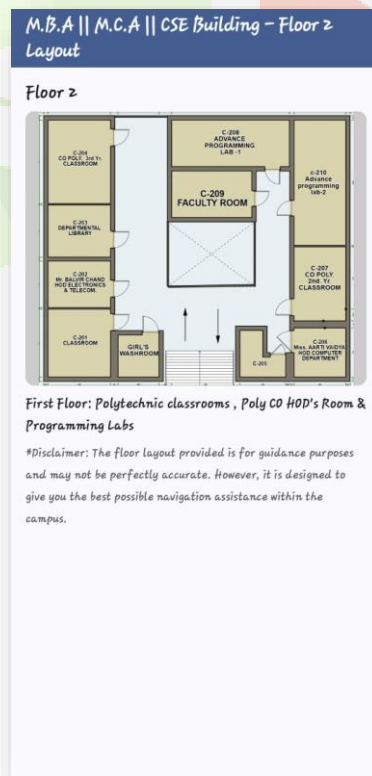 M.B.A || M.C.A || CSE Building – Floor 2
Layout
Floor 2
C-204
CO POLY. 3rd Yr.
CLASSROOM
C-203
DEPARTMENTAL
LIBRARY
C-202
Mr. BALVIR CHAND
HOD ELECTRONICS
& TELECOM.
C-201
CLASSROOM
GIRL'S
WASHROOM
C-208
ADVANCE
PROGRAMMING
LAB -1
C-209
FACULTY ROOM
c-210
Advance
programming
lab-2
C-207
CO POLY
2nd. Yr.
CLASSROOM
C-205
C-206
Miss. AARTI VAIDYA
HOD COMPUTER
DEPARTMENT
First Floor: Polytechnic classrooms , Poly CO HOD's Room &
Programming Labs
*Disclaimer: The floor layout provided is for guidance purposes
and may not be perfectly accurate. However, it is designed to
give you the best possible navigation assistance within the
campus.